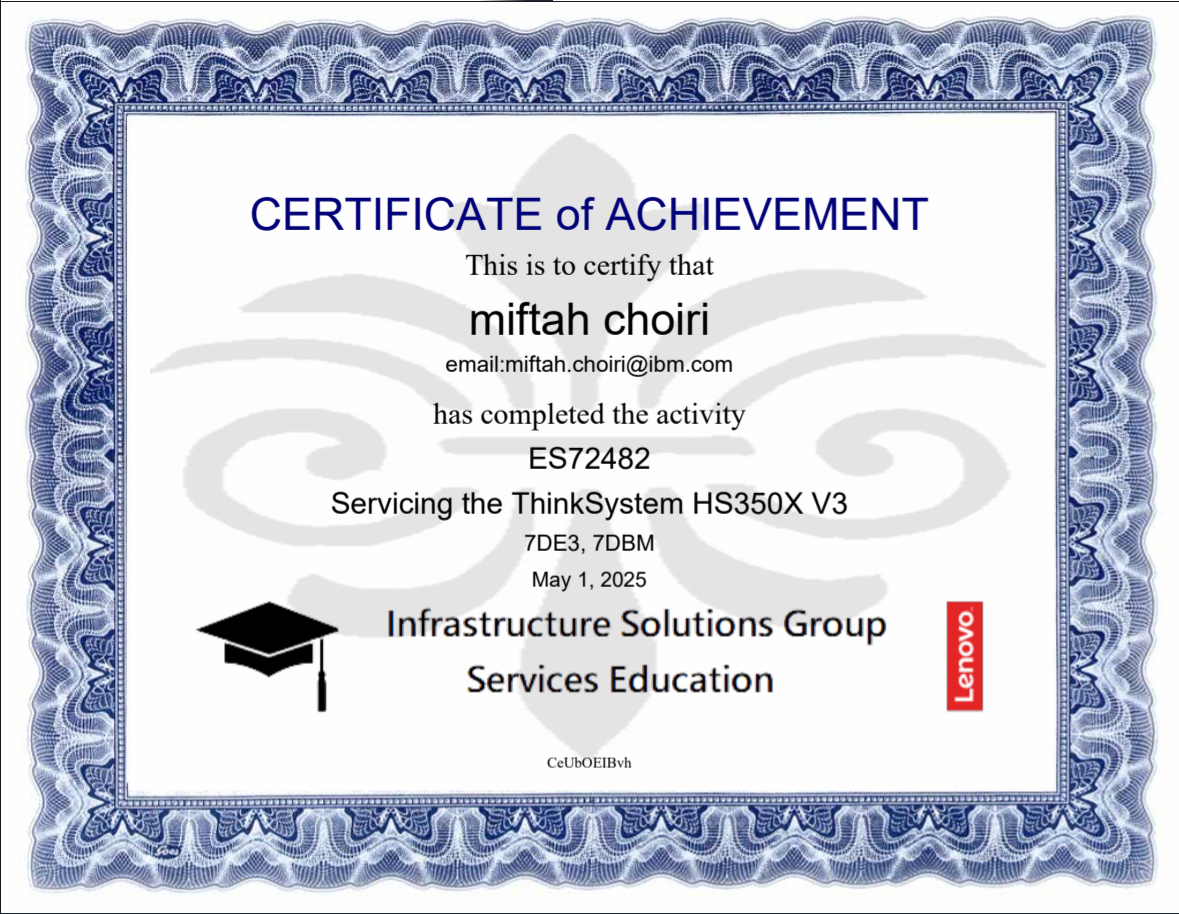 CERTIFICATE of ACHIEVEMENT
This is to certify that
miftah choiri
email:miftah.choiri@ibm.com
has completed the activity
ES72482
Servicing the ThinkSystem HS350X V3
7DE3, 7DBM
May 1, 2025
Infrastructure Solutions Group
Services Education
Lenovo
CeUbOEIBvh